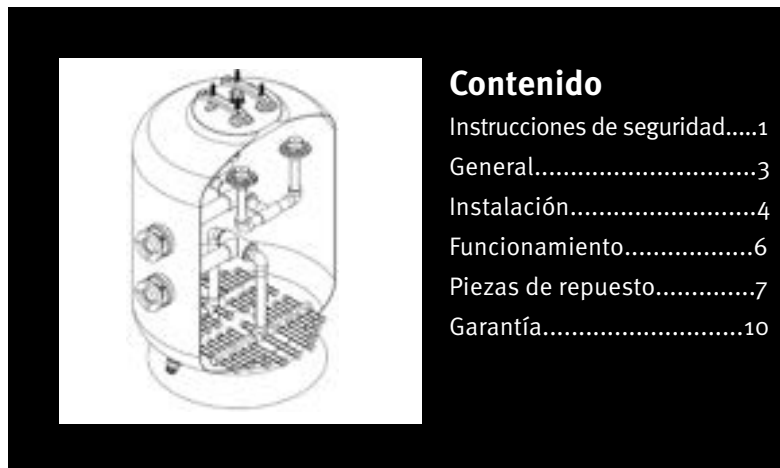 Contenido
Instrucciones de seguridad.....1
General.............................3
Instalación........................4
Funcionamiento.................6
Piezas de repuesto.............7
Garantía..........................10